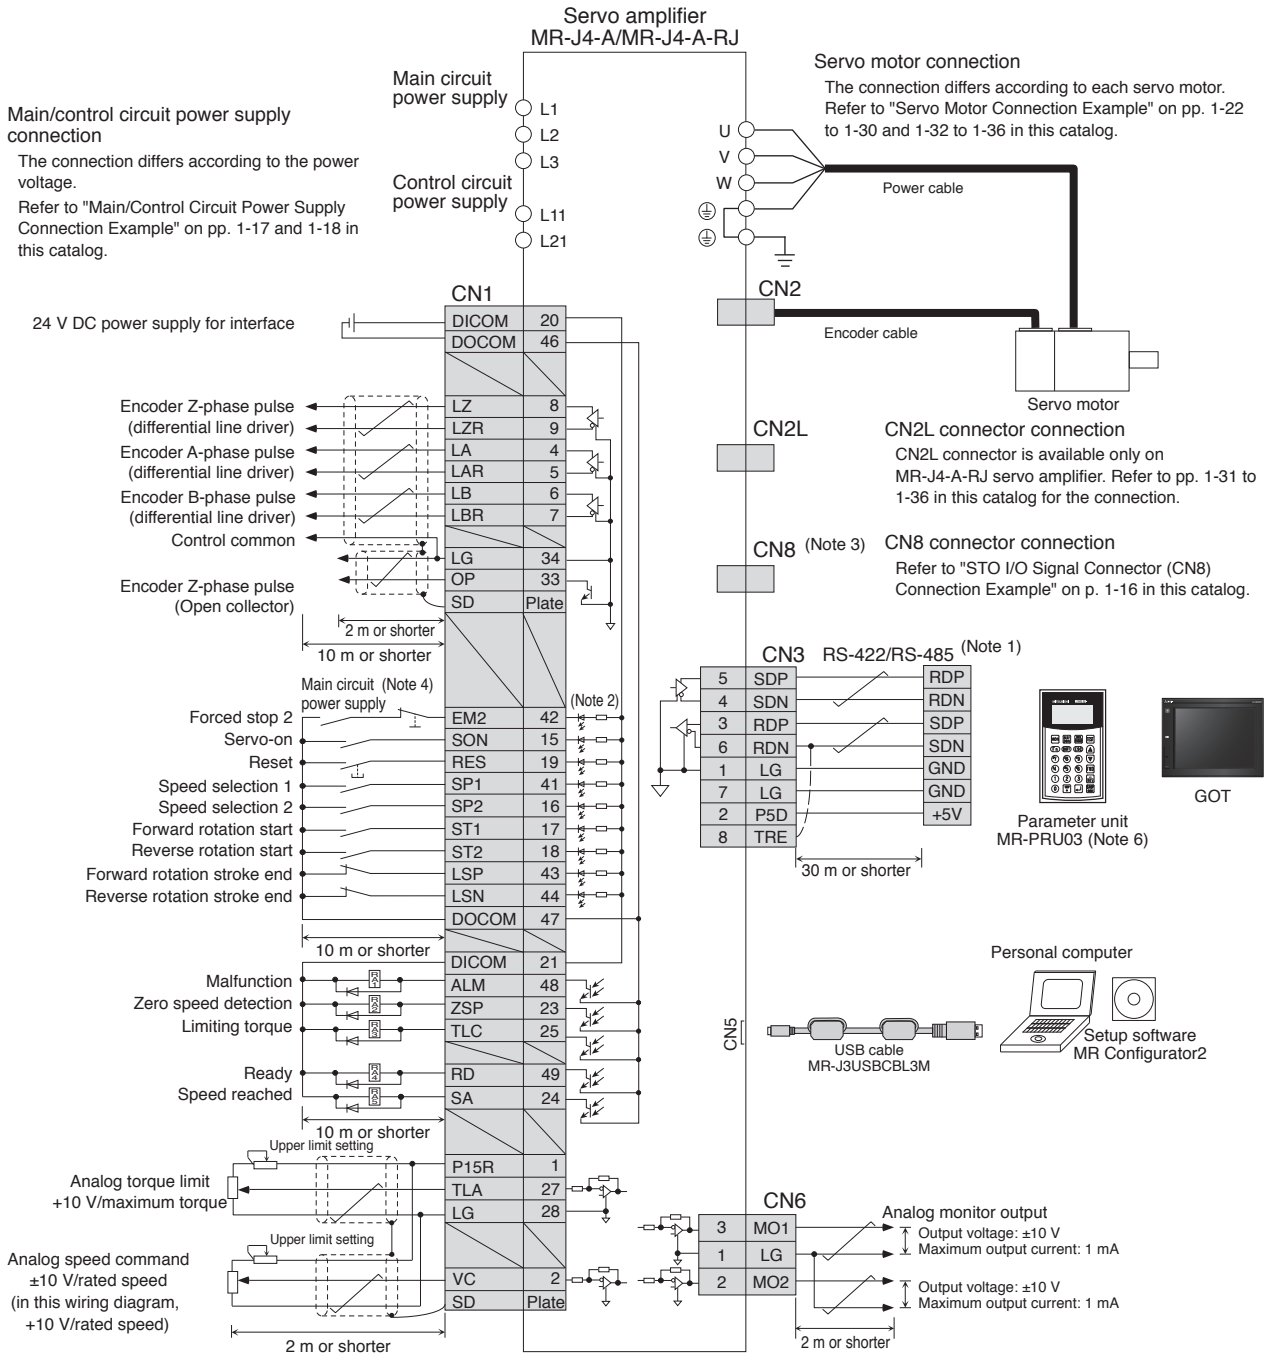 Servo amplifier
MR-J4-A/MR-J4-A-RJ
Main circuit
power supply
L1
L2
L3
Control circuit
power supply
L11
L21
Main/control circuit power supply
connection
The connection differs according to the power
voltage.
Refer to "Main/Control Circuit Power Supply
Connection Example" on pp. 1-17 and 1-18 in
this catalog.
Servo motor connection
The connection differs according to each servo motor.
Refer to "Servo Motor Connection Example" on pp. 1-22
to 1-30 and 1-32 to 1-36 in this catalog.
U
V
W
Power cable
CN2
Encoder cable
Servo motor
CN2L
CN2L connector connection
CN2L connector is available only on
MR-J4-A-RJ servo amplifier. Refer to pp. 1-31 to
1-36 in this catalog for the connection.
CN8 (Note 3)
CN8 connector connection
Refer to "STO I/O Signal Connector (CN8)
Connection Example" on p. 1-16 in this catalog.
CN1
24 V DC power supply for interface
DICOM 20
DOCOM 46
Encoder Z-phase pulse
(differential line driver)
LZ 8
LZR 9
Encoder A-phase pulse
(differential line driver)
LA 4
LAR 5
Encoder B-phase pulse
(differential line driver)
LB 6
LBR 7
Control common
LG 34
Encoder Z-phase pulse
(Open collector)
OP 33
SD Plate
2 m or shorter
10 m or shorter
Main circuit (Note 4)
power supply
(Note 2)
Forced stop 2 EM2 42
Servo-on SON 15
Reset RES 19
Speed selection 1 SP1 41
Speed selection 2 SP2 16
Forward rotation start ST1 17
Reverse rotation start ST2 18
Forward rotation stroke end LSP 43
Reverse rotation stroke end LSN 44
DOCOM 47
10 m or shorter
DICOM 21
Malfunction RA1 ALM 48
Zero speed detection RA2 ZSP 23
Limiting torque RA3 TLC 25
Ready RA4 RD 49
Speed reached RA5 SA 24
10 m or shorter
Upper limit setting
P15R 1
Analog torque limit
+10 V/maximum torque
TLA 27
LG 28
Upper limit setting
Analog speed command
±10 V/rated speed
(in this wiring diagram,
+10 V/rated speed)
VC 2
SD Plate
2 m or shorter
CN3 RS-422/RS-485 (Note 1)
5 SDP RDP
4 SDN RDN
3 RDP SDP
6 RDN SDN
1 LG GND
7 LG GND
2 P5D +5V
8 TRE
30 m or shorter
Parameter unit
MR-PRU03 (Note 6)
GOT
Personal computer
CN5
USB cable
MR-J3USBCBL3M
Setup software
MR Configurator2
CN6
3 MO1
1 LG
2 MO2
Analog monitor output
Output voltage: ±10 V
Maximum output current: 1 mA
Output voltage: ±10 V
Maximum output current: 1 mA
2 m or shorter